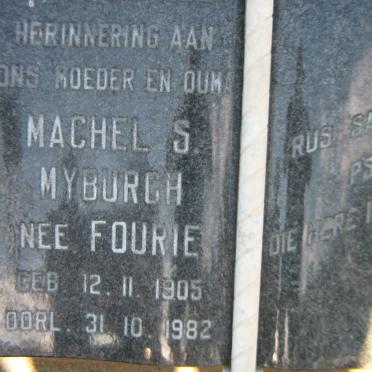 HERINNERING AAN
ONS MOEDER EN OUMA
MACHEL S.
MYBURGH
NEE FOURIE
GEB 12. 11. 1905
OORL. 31. 10. 1982
RUS
DIE HERE